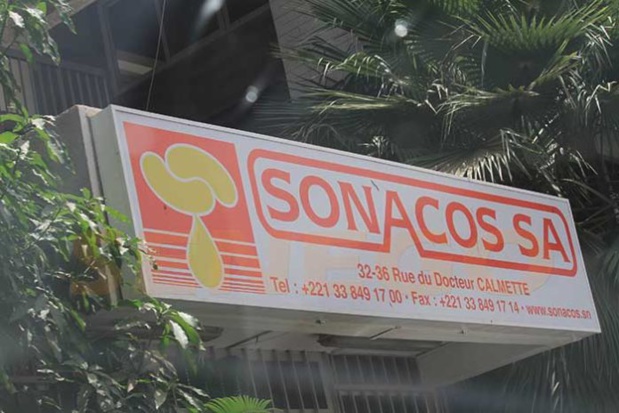 SONACOS SA
32-36 Rue du Docteur CALMETTE
Tel : +221 33 849 17 00 · Fax : +221 33 849 17 14 · www.sonacos.sn